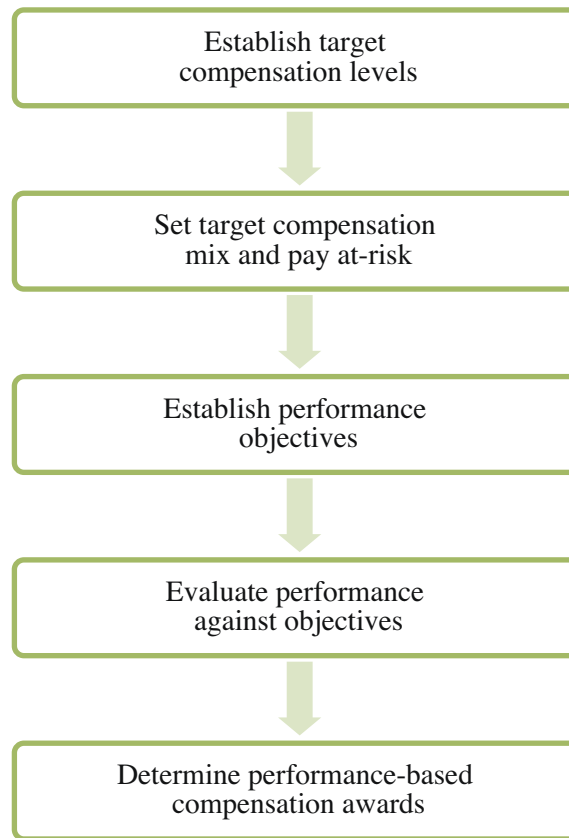 Establish target
compensation levels
Set target compensation
mix and pay at-risk
Establish performance
objectives
Evaluate performance
against objectives
Determine performance-based
compensation awards